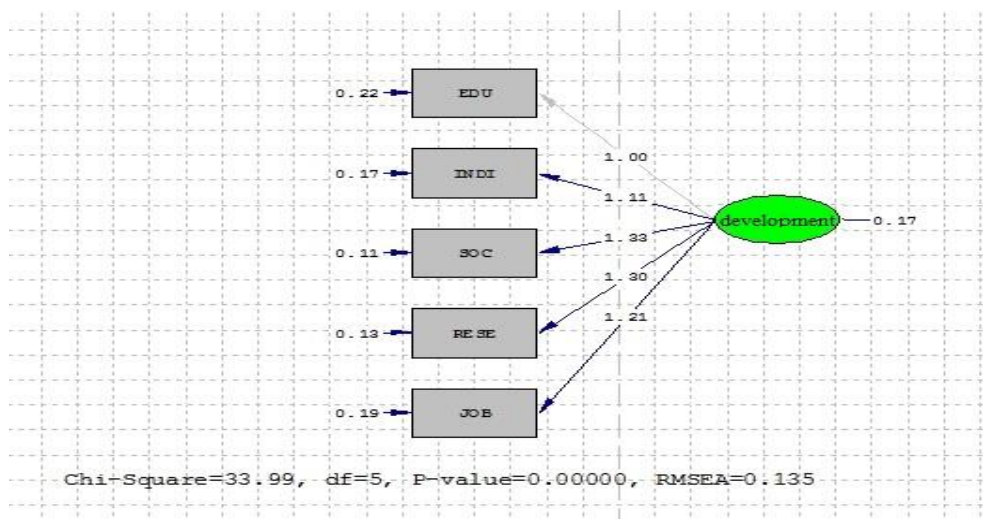 0.22 EDU
1.00
0.17 INDI
1.11
development 0.17
1.33
0.11 SOC
1.30
1.21
0.13 RESE
0.19 JOB
Chi-Square=33.99, df=5, P-value=0.00000, RMSEA=0.135